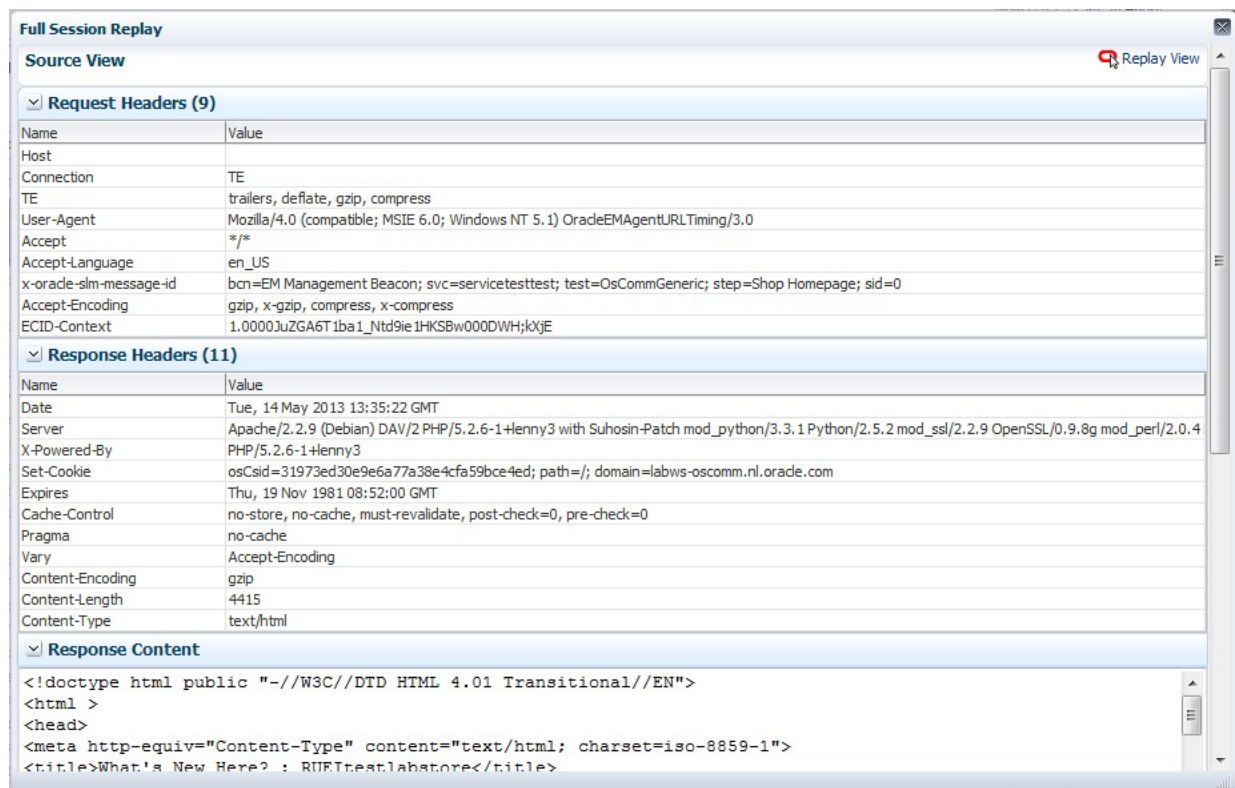 Full Session Replay
Source View
Replay View
Request Headers (9)
Name Value
Host
Connection TE
TE trailers, deflate, gzip, compress
User-Agent Mozilla/4.0 (compatible; MSIE 6.0; Windows NT 5.1) OracleEMAgentURLTiming/3.0
Accept */*
Accept-Language en_US
x-oracle-slm-message-id bcn=EM Management Beacon; svc=servicetesttest; test=OsCommGeneric; step=Shop Homepage; sid=0
Accept-Encoding gzip, x-gzip, compress, x-compress
ECID-Context 1.0000JuZGA6T1ba1_Ntd9ie1HKSBw000DWH;kXjE
Response Headers (11)
Name Value
Date Tue, 14 May 2013 13:35:22 GMT
Server Apache/2.2.9 (Debian) DAV/2 PHP/5.2.6-1+lenny3 with Suhosin-Patch mod_python/3.3.1 Python/2.5.2 mod_ssl/2.2.9 OpenSSL/0.9.8g mod_perl/2.0.4
X-Powered-By PHP/5.2.6-1+lenny3
Set-Cookie osCsid=31973ed30e9e6a77a38e4cfa59bce4ed; path=/; domain=labws-oscomm.nl.oracle.com
Expires Thu, 19 Nov 1981 08:52:00 GMT
Cache-Control no-store, no-cache, must-revalidate, post-check=0, pre-check=0
Pragma no-cache
Vary Accept-Encoding
Content-Encoding gzip
Content-Length 4415
Content-Type text/html
Response Content
<!doctype html public "-//W3C//DTD HTML 4.01 Transitional//EN">
<html >
<head>
<meta http-equiv="Content-Type" content="text/html; charset=iso-8859-1">
<title>What's New Here? : RUEItestlabstore</title>